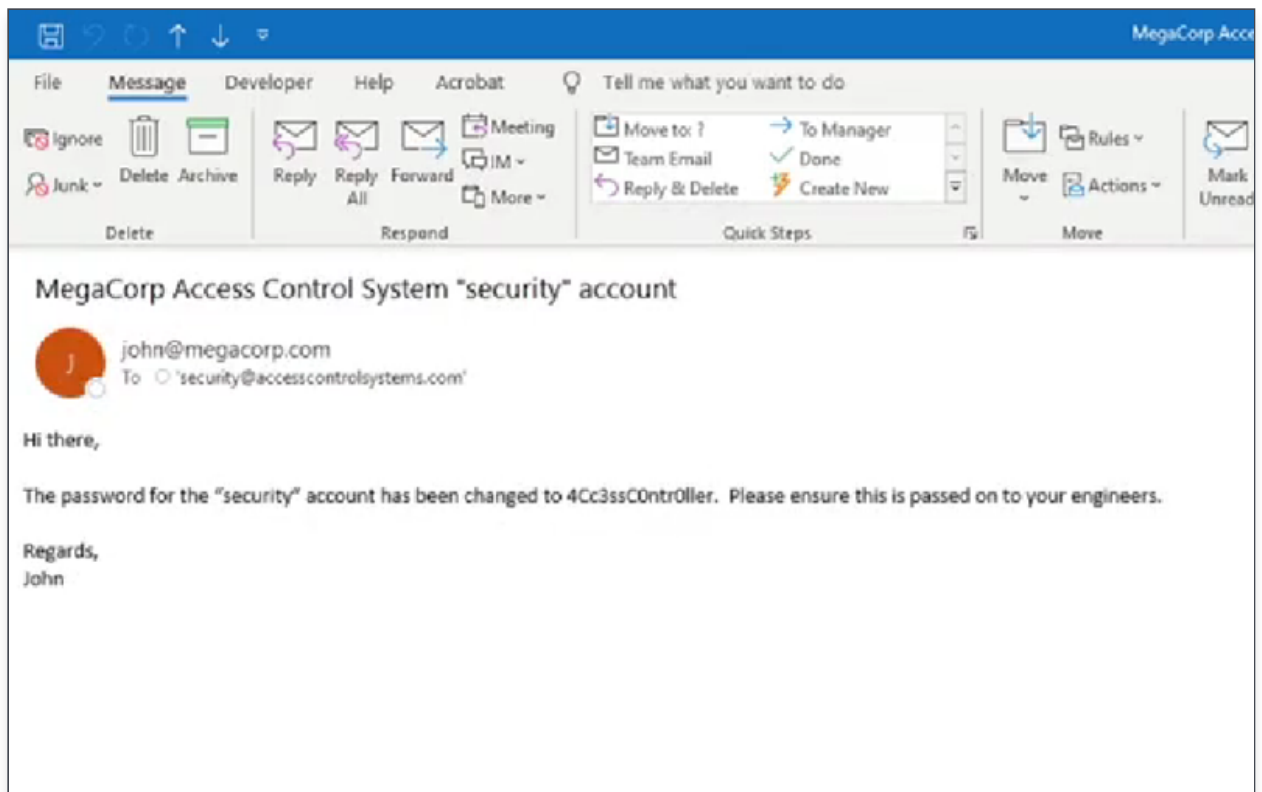 MegaCorp Acce
File Message Developer Help Acrobat Tell me what you want to do
Ignore
Junk
Delete Archive
Reply Reply All Forward
Meeting
IM
More
Move to: ?
Team Email
Reply & Delete
To Manager
Done
Create New
Move
Rules
Actions
Mark Unread
Delete Respond Quick Steps Move
MegaCorp Access Control System "security" account
J
john@megacorp.com
To 'security@accesscontrolsystems.com'
Hi there,
The password for the “security” account has been changed to 4Cc3ssC0ntr0ller. Please ensure this is passed on to your engineers.
Regards,
John